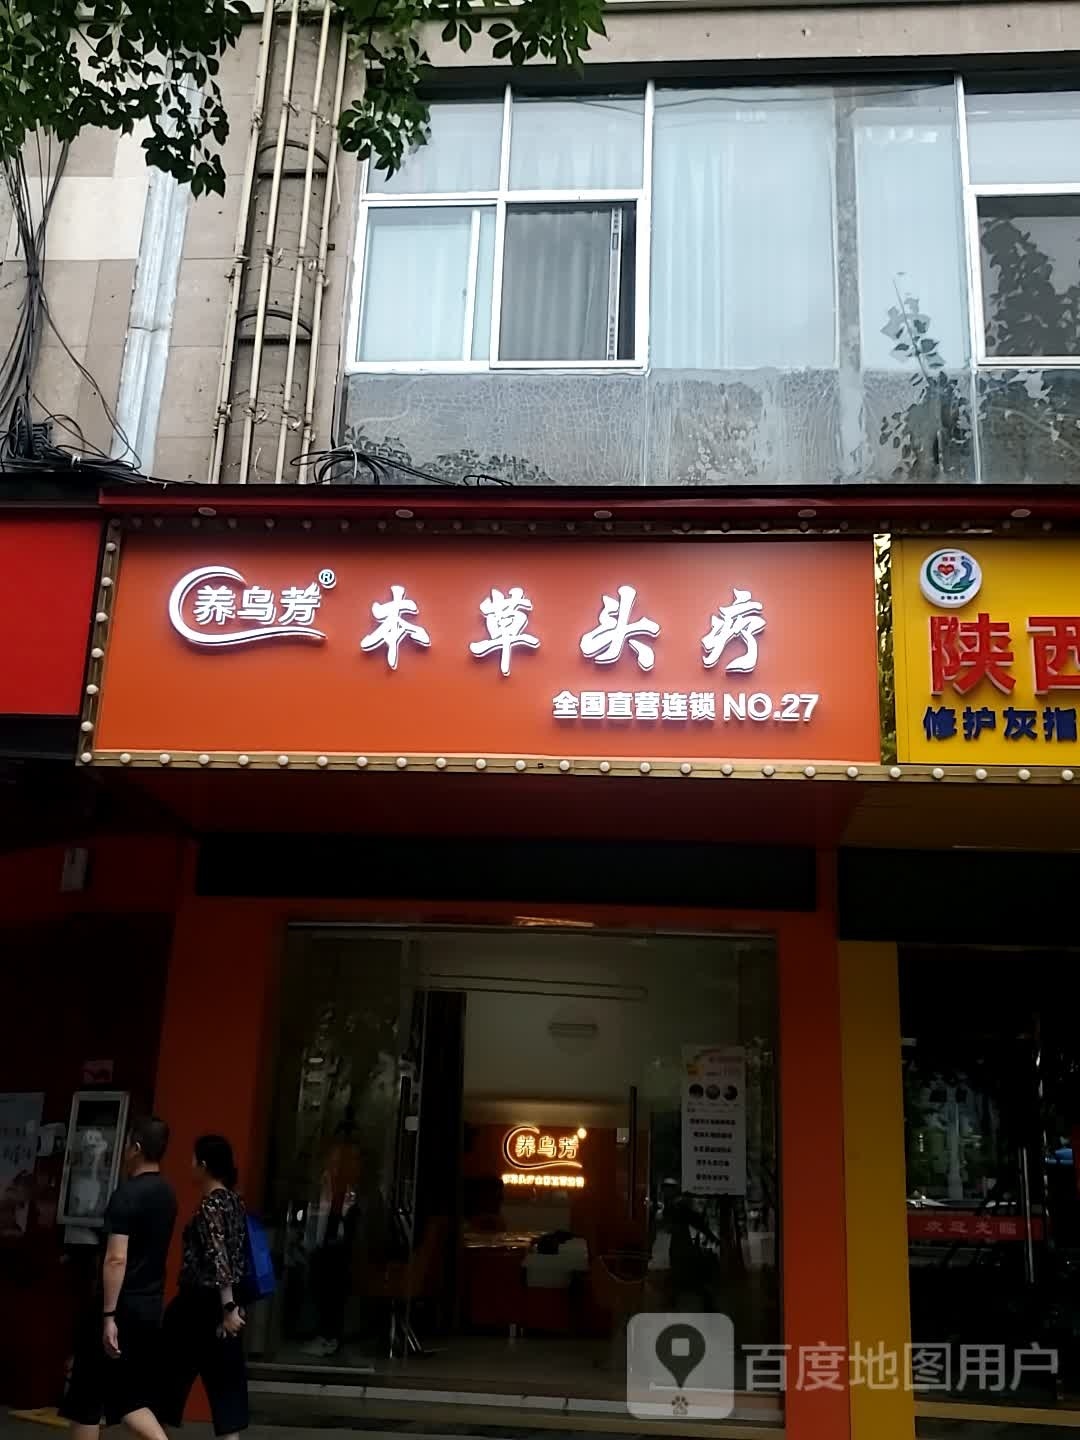 养乌芳®
本草头疗
全国直营连锁 NO.27
陕西
修护灰指
养乌芳
欢迎光临
百度地图用户